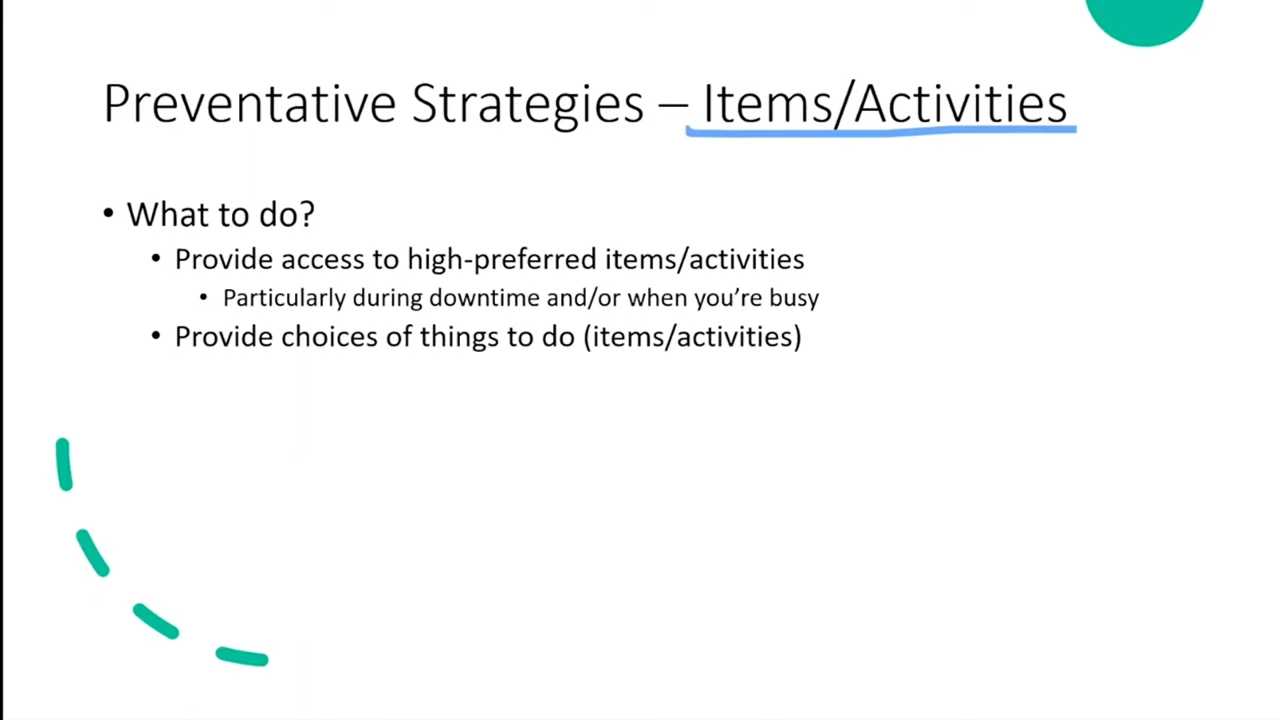 Preventative Strategies – Items/Activities
• What to do?
• Provide access to high-preferred items/activities
• Particularly during downtime and/or when you’re busy
• Provide choices of things to do (items/activities)